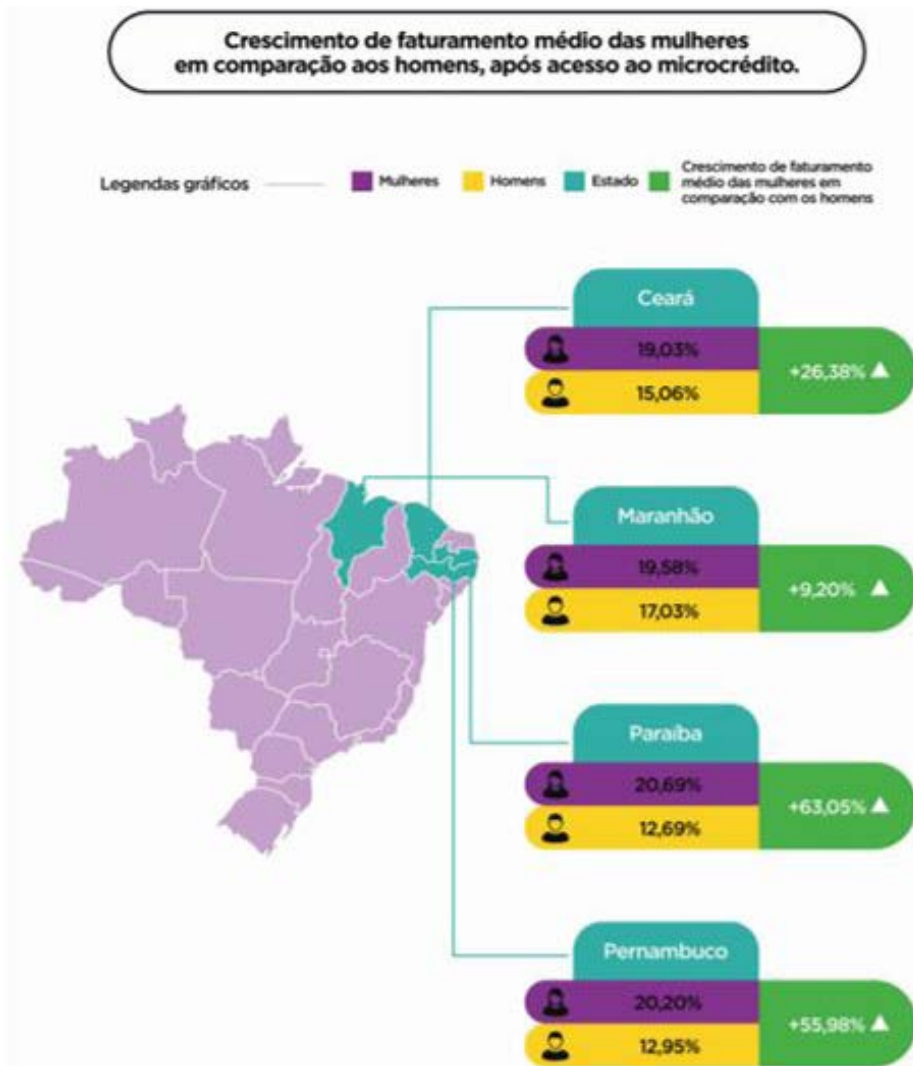 Crescimento de faturamento médio das mulheres
em comparação aos homens, após acesso ao microcrédito.
Legendas gráficos
Mulheres
Homens
Estado
Crescimento de faturamento
médio das mulheres em
comparação com os homens
Ceará
19,03%
15,06%
+26,38%
Maranhão
19,58%
17,03%
+9,20%
Paraíba
20,69%
12,69%
+63,05%
Pernambuco
20,20%
12,95%
+55,98%